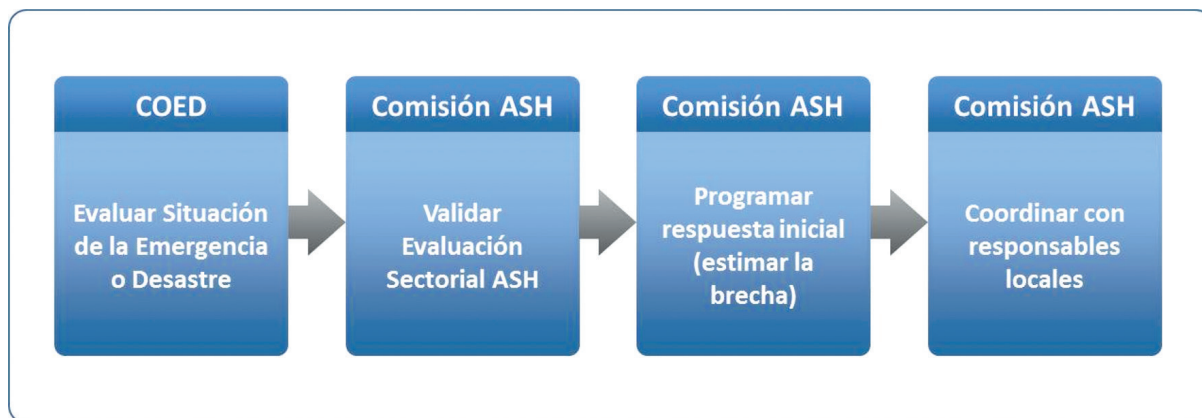 COED
Evaluar Situación
de la Emergencia
o Desastre
Comisión ASH
Validar
Evaluación
Sectorial ASH
Comisión ASH
Programar
respuesta inicial
(estimar la
brecha)
Comisión ASH
Coordinar con
responsables
locales